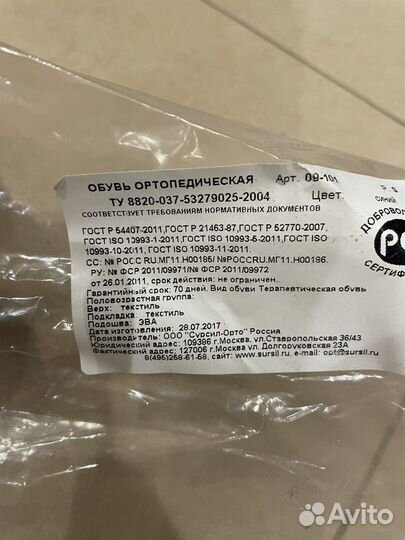 ОБУВЬ ОРТОПЕДИЧЕСКАЯ Арт. 09-101 Р. S
ТУ 8820-037-53279025-2004 Цвет: синий
СООТВЕТСТВУЕТ ТРЕБОВАНИЯМ НОРМАТИВНЫХ ДОКУМЕНТОВ
ГОСТ Р 54407-2011,ГОСТ Р 21463-87,ГОСТ Р 52770-2007,
ГОСТ ISO 10993-1-2011,ГОСТ ISO 10993-5-2011,ГОСТ ISO
10993-10-2011, ГОСТ ISO 10993-11-2011.
СС: № РОСС RU.МГ11.Н00185/ №РОССRU.МГ11.Н00186.
РУ: № ФСР 2011/09971/№ ФСР 2011/09972
от 26.01.2011, срок действия не ограничен.
Гарантийный срок: 70 дней. Вид обуви Терапевтическая обувь
Половозрастная группа:
Верх: текстиль
Подкладка: текстиль
Подошва: ЭВА
Дата изготовления: 28.07.2017
Производитель: ООО "Сурсил-Орто" Россия
Юридический адрес: 109386 г.Москва ул.Ставропольская 36/43
Фактический адрес: 127006 г.Москва ул. Долгоруковская 23А
8(495)258-61-58, сайт: www.sursil.ru, e-mail: opt@sursil.ru
ДОБРОВОЛ
РС
СЕРТИФ
Avito